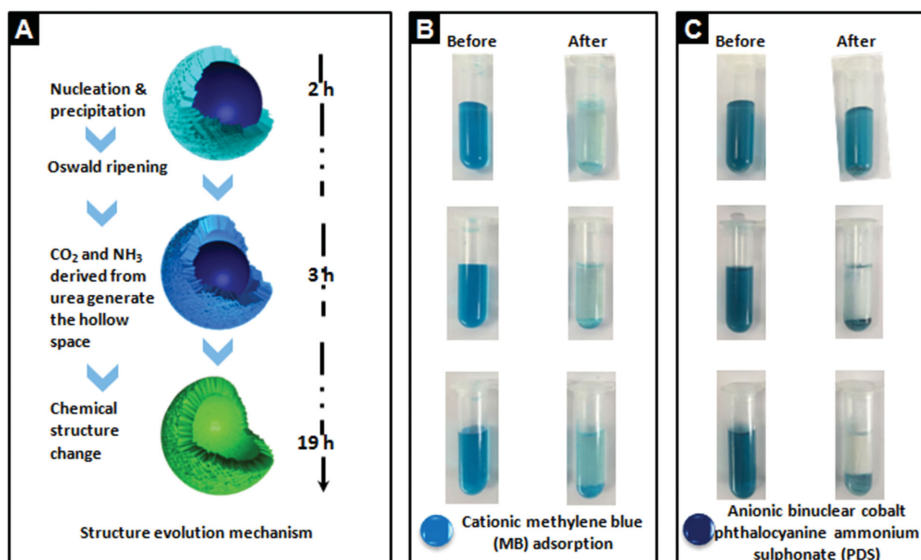 A
Nucleation &
precipitation
Oswald ripening
CO₂ and NH₃
derived from
urea generate
the hollow
space
Chemical
structure
change
2 h
3 h
19 h
Structure evolution mechanism
B
Before After
Cationic methylene blue
(MB) adsorption
C
Before After
Anionic binuclear cobalt
phthalocyanine ammonium
sulphonate (PDS)